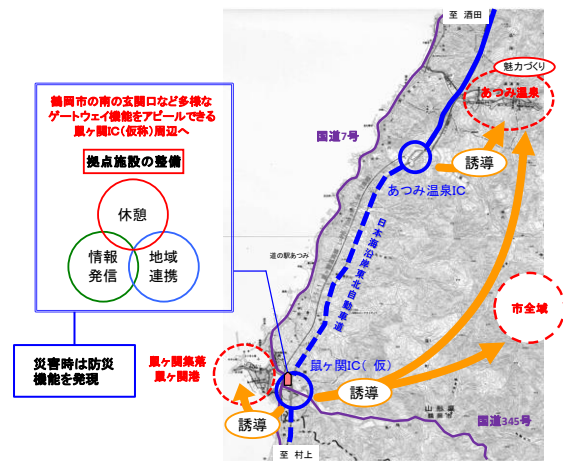 至 酒田
魅力づくり
あつみ温泉
鶴岡市の南の玄関口など多様な
ゲートウェイ機能をアピールできる
鼠ヶ関IC(仮称)周辺へ
拠点施設の整備
休憩
情報
発信
地域
連携
災害時は防災
機能を発現
国道7号
誘導
あつみ温泉IC
日本海沿岸東北自動車道
道の駅あつみ
市全域
鼠ヶ関集落
鼠ヶ関港
鼠ヶ関IC( 仮)
誘導
誘導
山形県
国道345号
至 村上